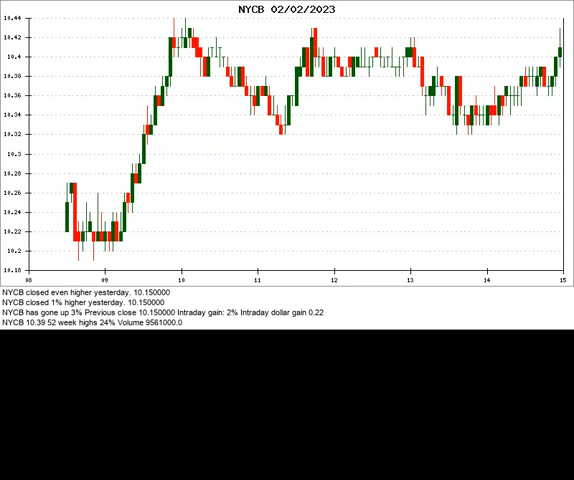 NYCB 02/02/2023
10.44
10.42
10.4
10.38
10.36
10.34
10.32
10.3
10.28
10.26
10.24
10.22
10.2
10.18
08 09 10 11 12 13 14 15
NYCB closed even higher yesterday. 10.150000
NYCB closed 1% higher yesterday. 10.150000
NYCB has gone up 3% Previous close 10.150000 Intraday gain: 2% Intraday dollar gain 0.22
NYCB 10.39 52 week highs 24% Volume 9561000.0